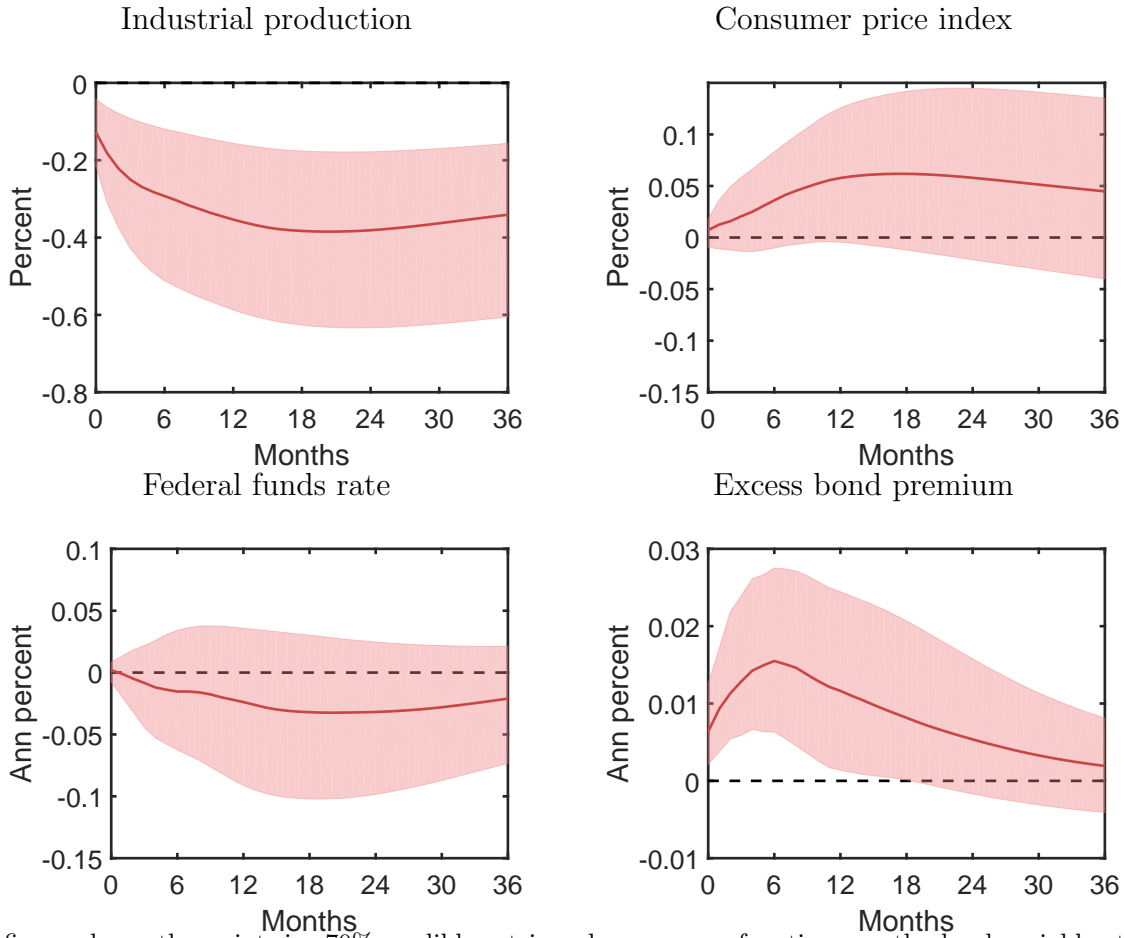 Industrial production
Percent
0
-0.2
-0.4
-0.6
-0.8
0 6 12 18 24 30 36
Months
Consumer price index
Percent
0.1
0.05
0
-0.05
-0.1
-0.15
0 6 12 18 24 30 36
Months
Federal funds rate
Ann percent
0.1
0.05
0
-0.05
-0.1
-0.15
0 6 12 18 24 30 36
Months
Excess bond premium
Ann percent
0.03
0.02
0.01
0
-0.01
0 6 12 18 24 30 36
Months